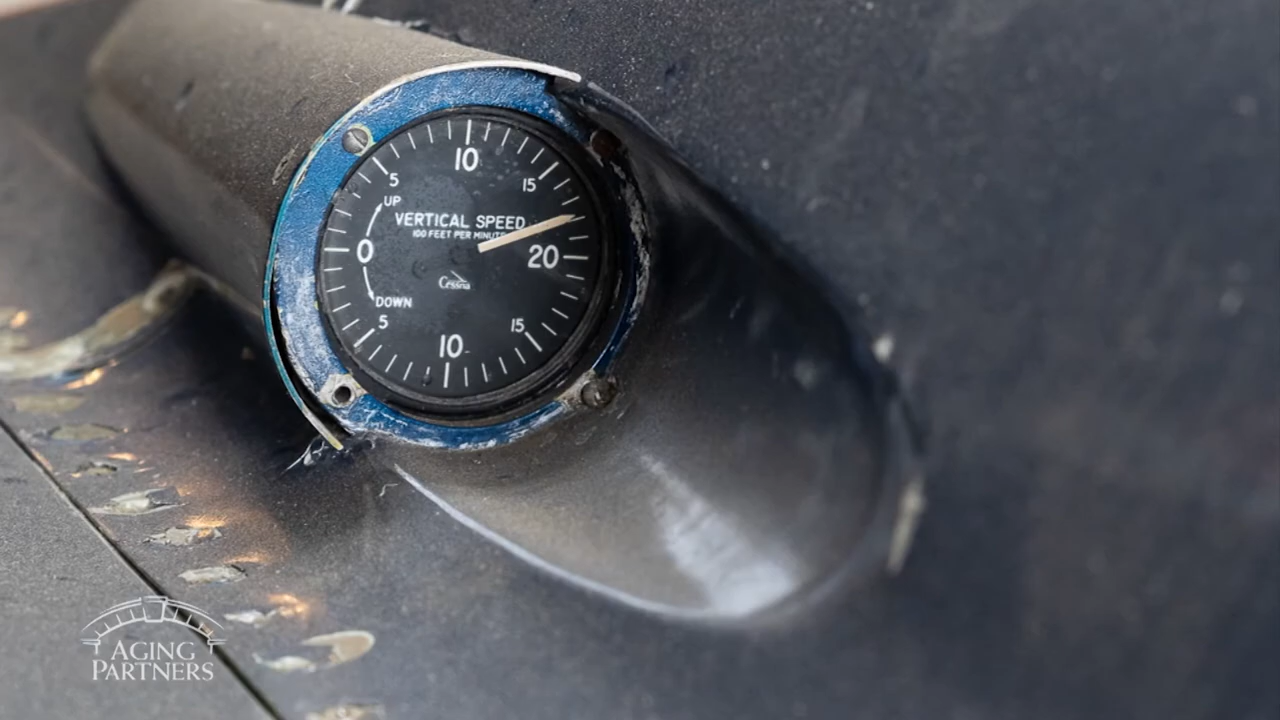 10
5
15
UP
VERTICAL SPEED
100 FEET PER MINUTE
0
20
Cessna
DOWN
5
15
10
AGING
PARTNERS